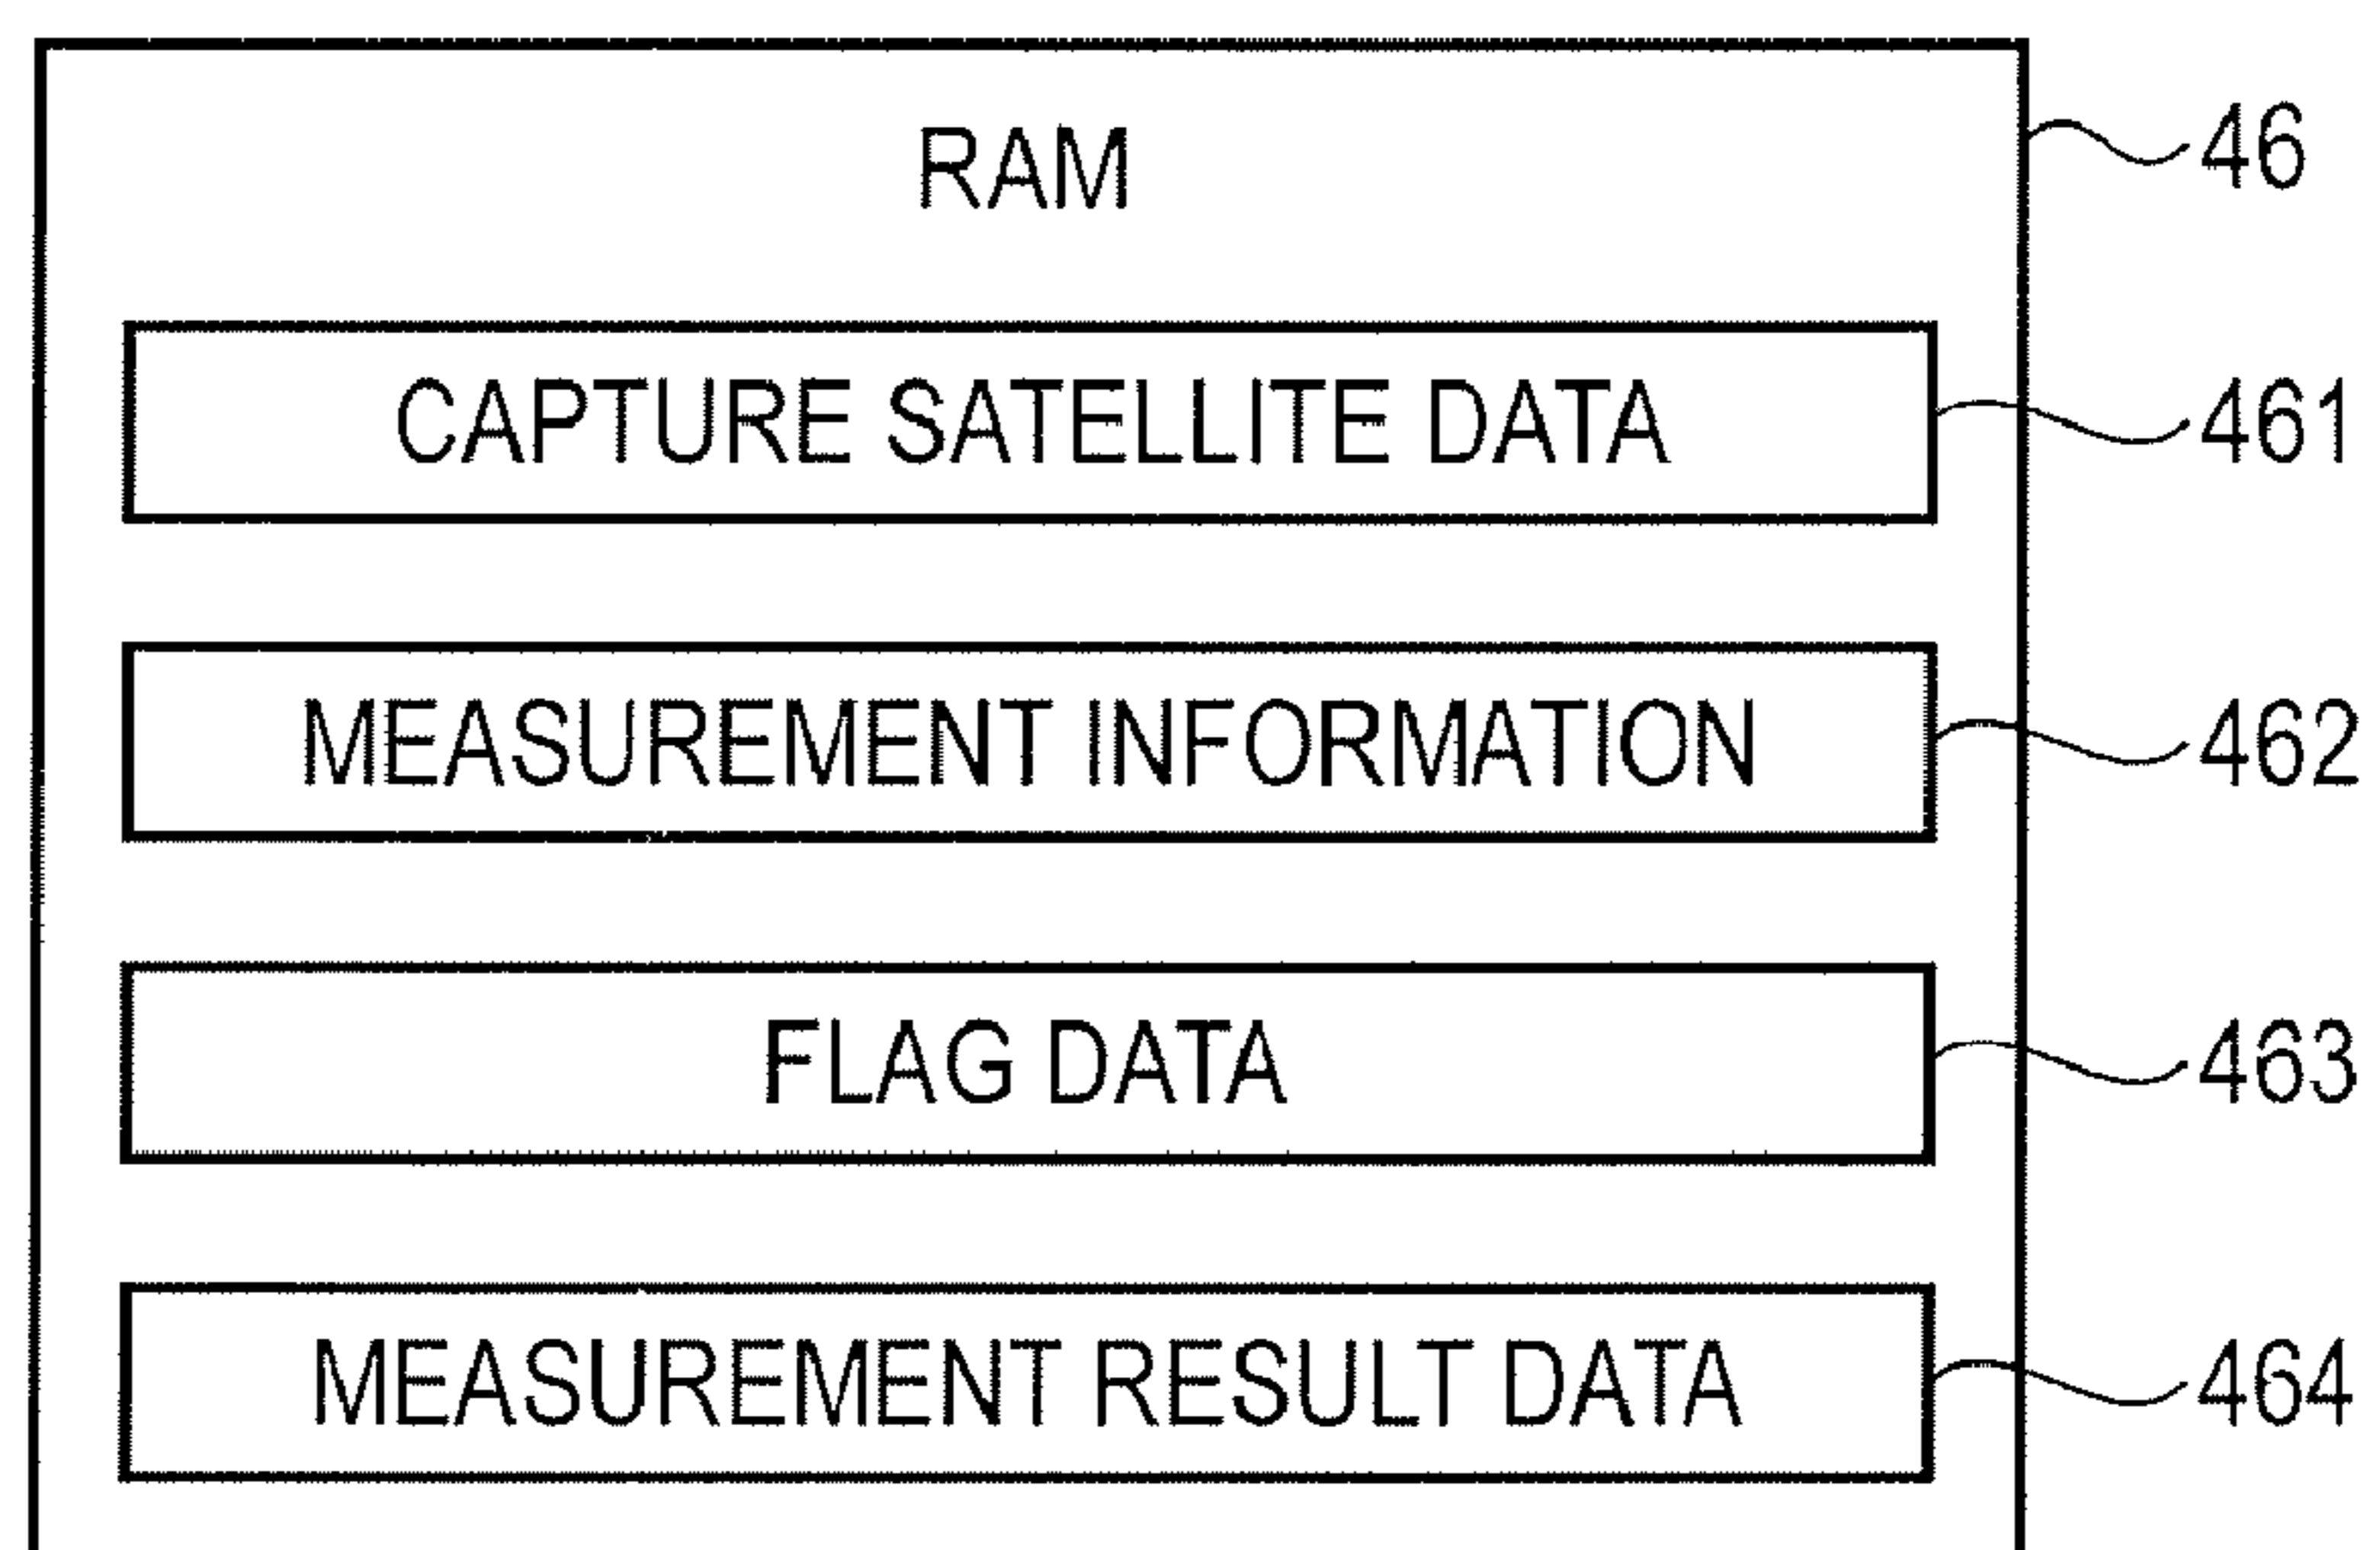 RAM 46
CAPTURE SATELLITE DATA 461
MEASUREMENT INFORMATION 462
FLAG DATA 463
MEASUREMENT RESULT DATA 464